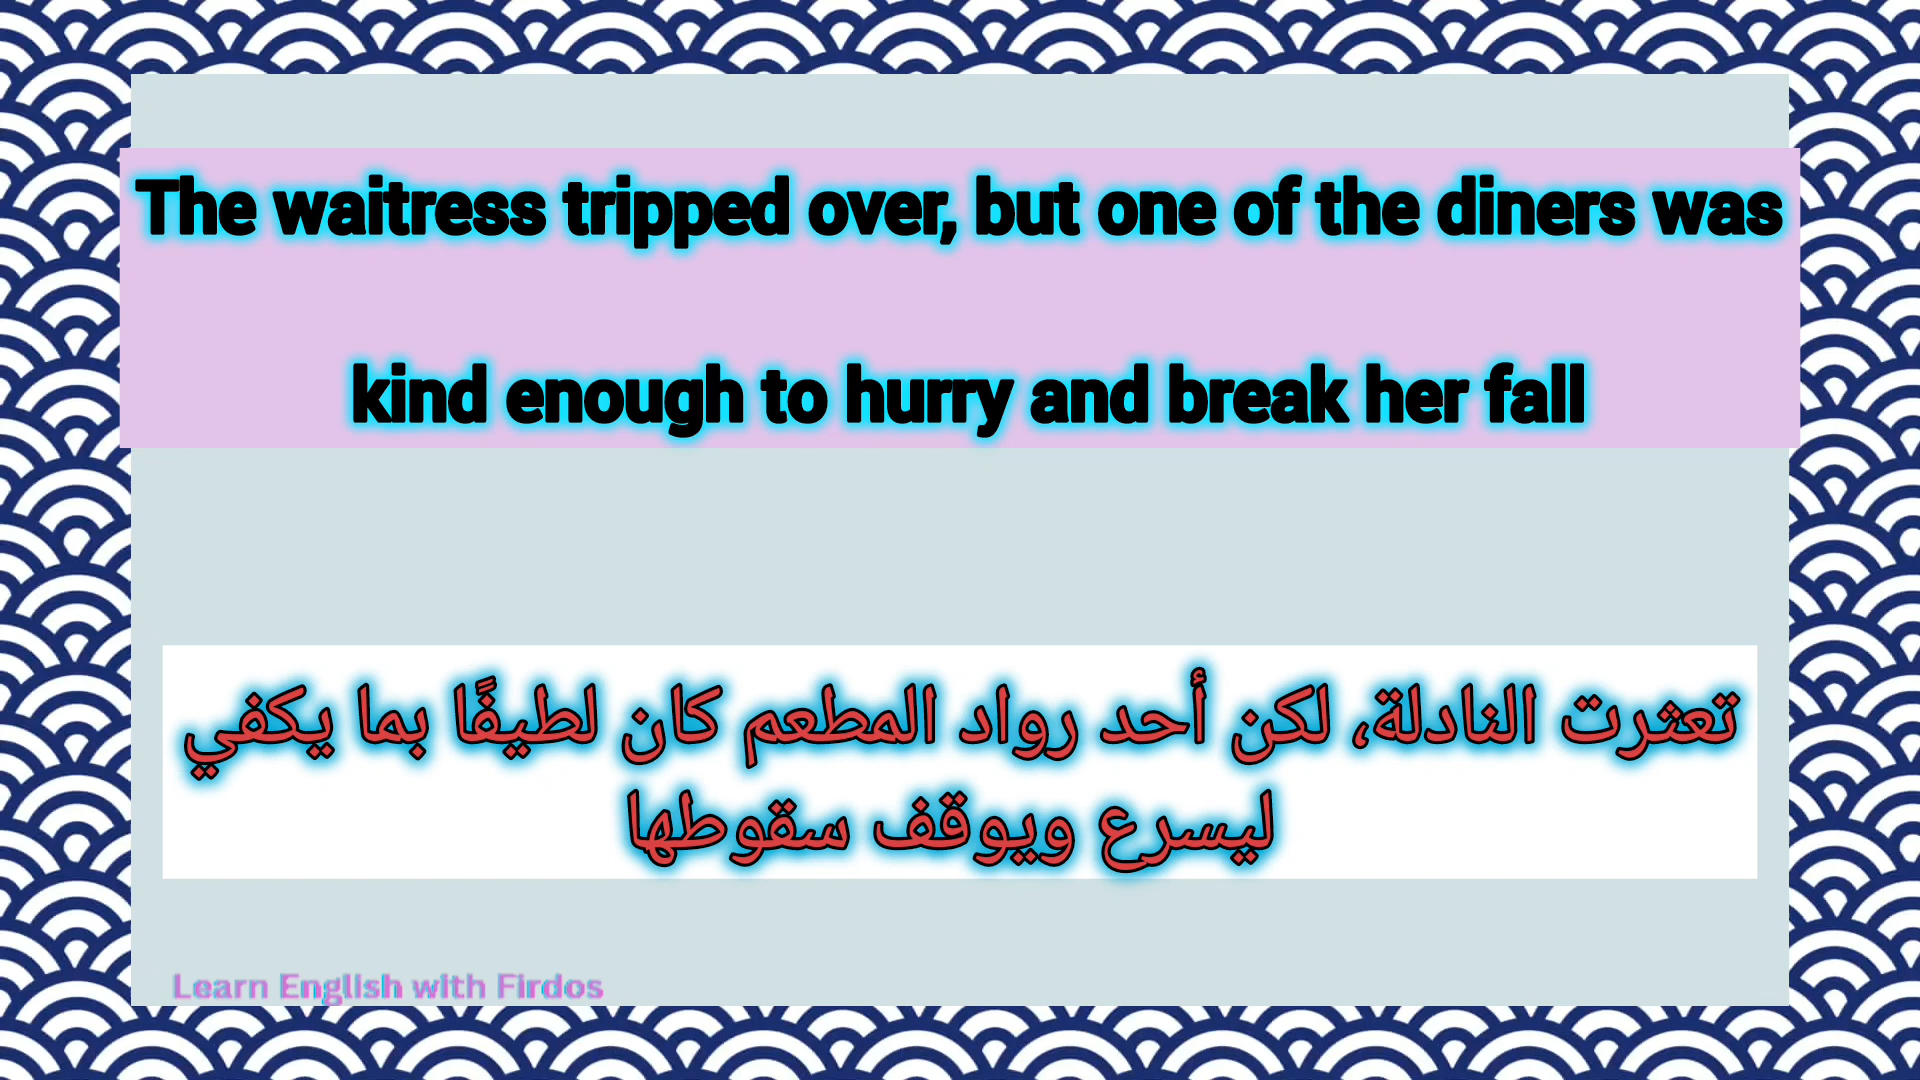 The waitress tripped over, but one of the diners was
kind enough to hurry and break her fall
تعثرت النادلة، لكن أحد رواد المطعم كان لطيفًا بما يكفي
ليسرع ويوقف سقوطها
Learn English with Firdos